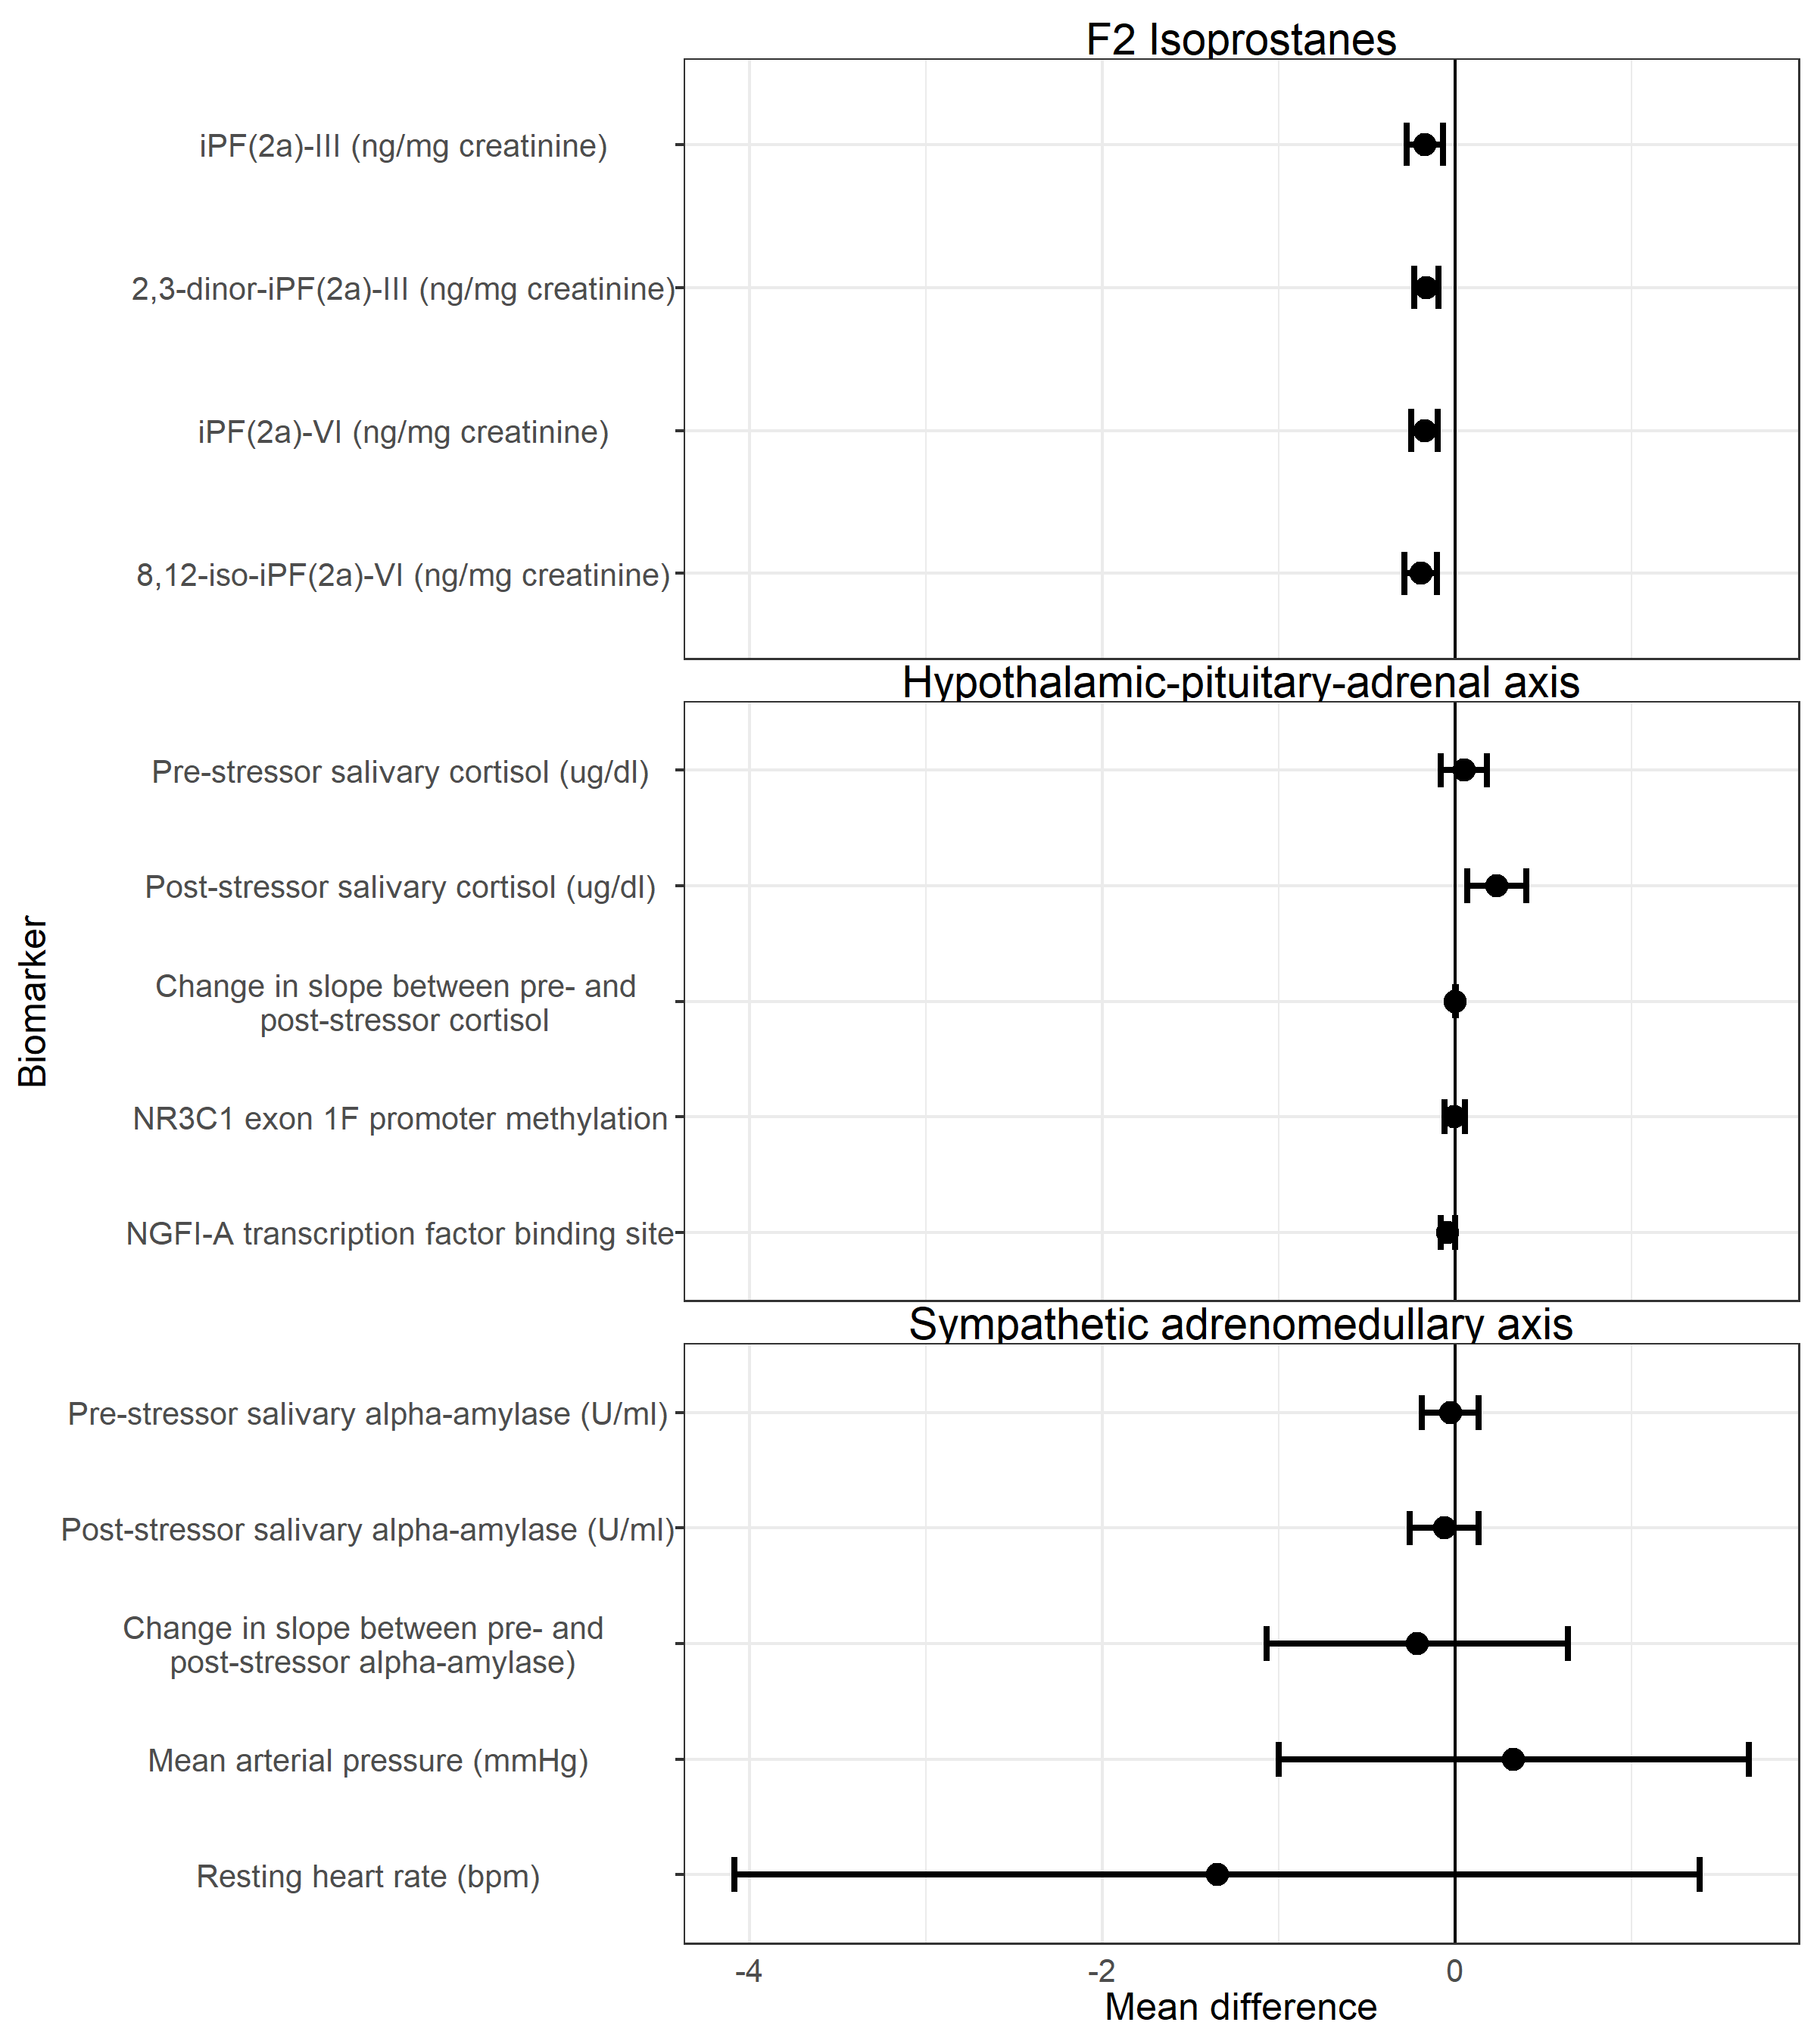 F2 Isoprostanes
iPF(2a)-III (ng/mg creatinine)
2,3-dinor-iPF(2a)-III (ng/mg creatinine)
iPF(2a)-VI (ng/mg creatinine)
8,12-iso-iPF(2a)-VI (ng/mg creatinine)
Hypothalamic-pituitary-adrenal axis
Pre-stressor salivary cortisol (ug/dl)
Post-stressor salivary cortisol (ug/dl)
Change in slope between pre- and
post-stressor cortisol
NR3C1 exon 1F promoter methylation
NGFI-A transcription factor binding site
Biomarker
Sympathetic adrenomedullary axis
Pre-stressor salivary alpha-amylase (U/ml)
Post-stressor salivary alpha-amylase (U/ml)
Change in slope between pre- and
post-stressor alpha-amylase)
Mean arterial pressure (mmHg)
Resting heart rate (bpm)
-4 -2 0
Mean difference